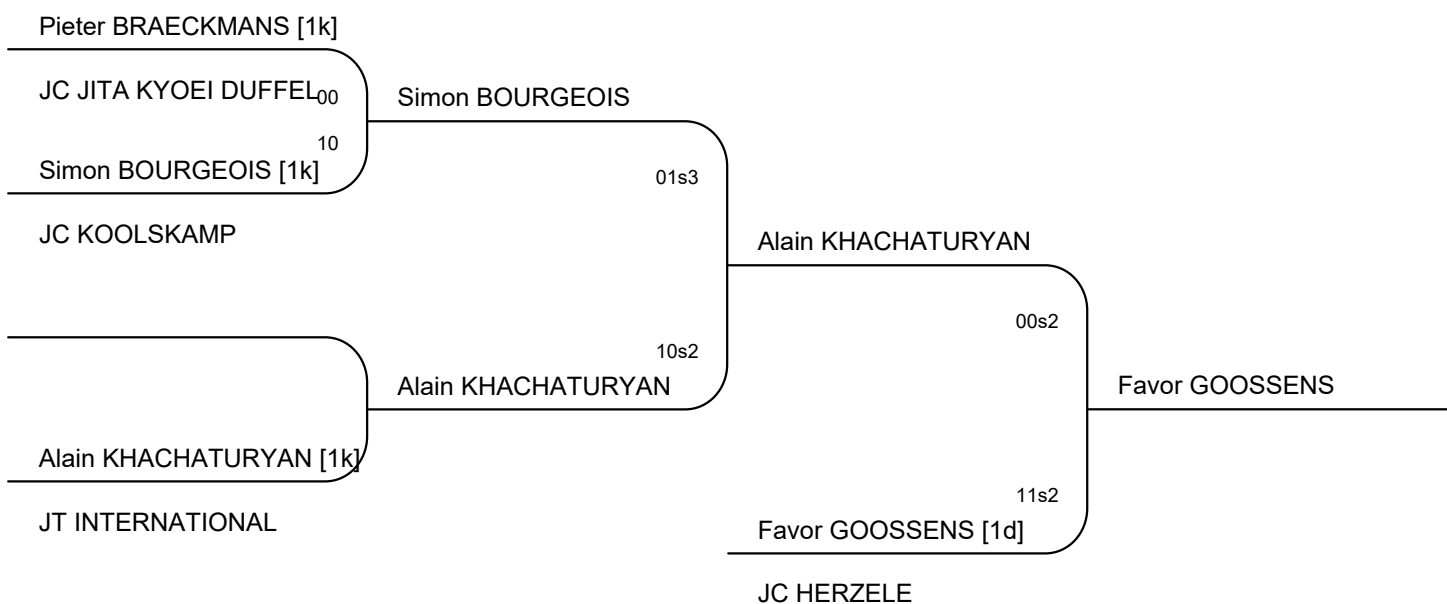 Pieter BRAECKMANS [1k]
JC JITA KYOEI DUFFEL
00
10
Simon BOURGEOIS [1k]
JC KOOLSKAMP
Alain KHACHATURYAN [1k]
JT INTERNATIONAL
Simon BOURGEOIS
01s3
10s2
Alain KHACHATURYAN
Alain KHACHATURYAN
00s2
11s2
Favor GOOSSENS [1d]
JC HERZELE
Favor GOOSSENS